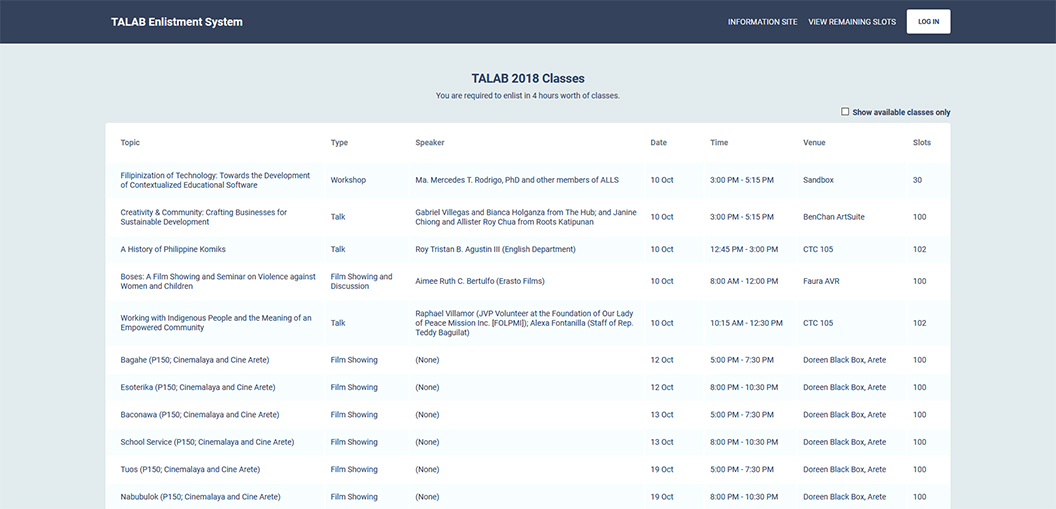 TALAB Enlistment System
INFORMATION SITE VIEW REMAINING SLOTS LOG IN
TALAB 2018 Classes
You are required to enlist in 4 hours worth of classes.
Show available classes only
Topic Type Speaker Date Time Venue Slots
Filipinization of Technology: Towards the Development
of Contextualized Educational Software
Workshop Ma. Mercedes T. Rodrigo, PhD and other members of ALLS 10 Oct 3:00 PM - 5:15 PM Sandbox 30
Creativity & Community: Crafting Businesses for
Sustainable Development
Talk
Gabriel Villegas and Bianca Holganza from The Hub; and Janine
Chiong and Allister Roy Chua from Roots Katipunan
10 Oct 3:00 PM - 5:15 PM BenChan ArtSuite 100
A History of Philippine Komiks Talk Roy Tristan B. Agustin III (English Department) 10 Oct 12:45 PM - 3:00 PM CTC 105 102
Boses: A Film Showing and Seminar on Violence against
Women and Children
Film Showing and
Discussion
Aimee Ruth C. Bertulfo (Erasto Films) 10 Oct 8:00 AM - 12:00 PM Faura AVR 100
Working with Indigenous People and the Meaning of an
Empowered Community
Talk
Raphael Villamor (JVP Volunteer at the Foundation of Our Lady
of Peace Mission Inc. [FOLPMI]); Alexa Fontanilla (Staff of Rep.
Teddy Baguilat)
10 Oct 10:15 AM - 12:30 PM CTC 105 102
Bagahe (P150; Cinemalaya and Cine Arete) Film Showing (None) 12 Oct 5:00 PM - 7:30 PM Doreen Black Box, Arete 100
Esoterika (P150; Cinemalaya and Cine Arete) Film Showing (None) 12 Oct 8:00 PM - 10:30 PM Doreen Black Box, Arete 100
Baconawa (P150; Cinemalaya and Cine Arete) Film Showing (None) 13 Oct 5:00 PM - 7:30 PM Doreen Black Box, Arete 100
School Service (P150; Cinemalaya and Cine Arete) Film Showing (None) 13 Oct 8:00 PM - 10:30 PM Doreen Black Box, Arete 100
Tuos (P150; Cinemalaya and Cine Arete) Film Showing (None) 19 Oct 5:00 PM - 7:30 PM Doreen Black Box, Arete 100
Nabubulok (P150; Cinemalaya and Cine Arete) Film Showing (None) 19 Oct 8:00 PM - 10:30 PM Doreen Black Box, Arete 100